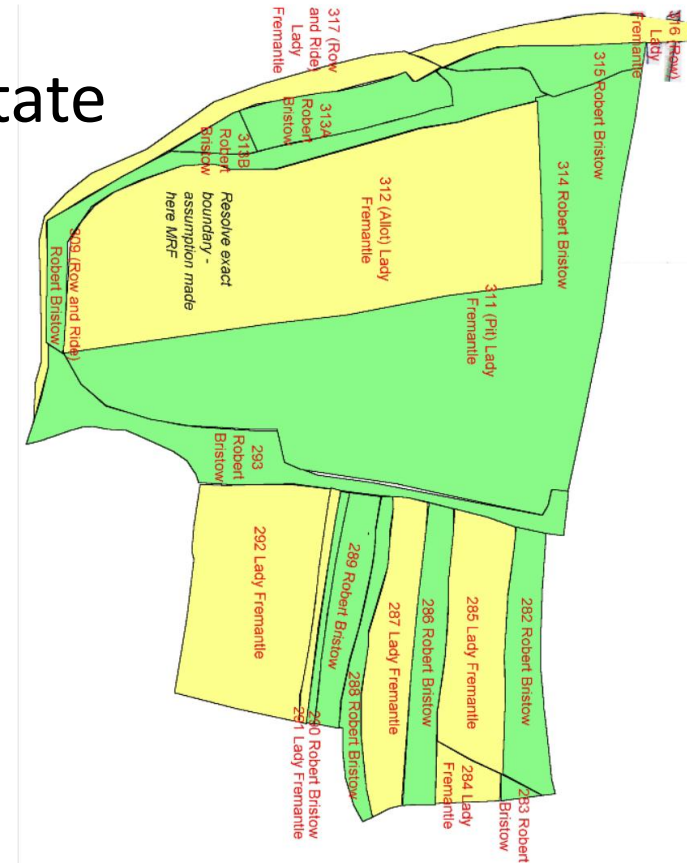 tate
317 (Row
and Ride)
Lady
Fremantle
316 (Row)
Lady
Fremantle
315 Robert Bristow
313A
Robert
Bristow
313B
Robert
Bristow
314 Robert Bristow
312 (Allot) Lady
Fremantle
Resolve exact
boundary -
assumption made
here MRF
311 (Pit) Lady
Fremantle
309 (Row and Ride)
Robert Bristow
293
Robert
Bristow
292 Lady Fremantle
289 Robert Bristow
287 Lady Fremantle
286 Robert Bristow
285 Lady Fremantle
282 Robert Bristow
288 Robert Bristow
290 Robert Bristow
291 Lady Fremantle
284 Lady
Fremantle
283 Robert
Bristow